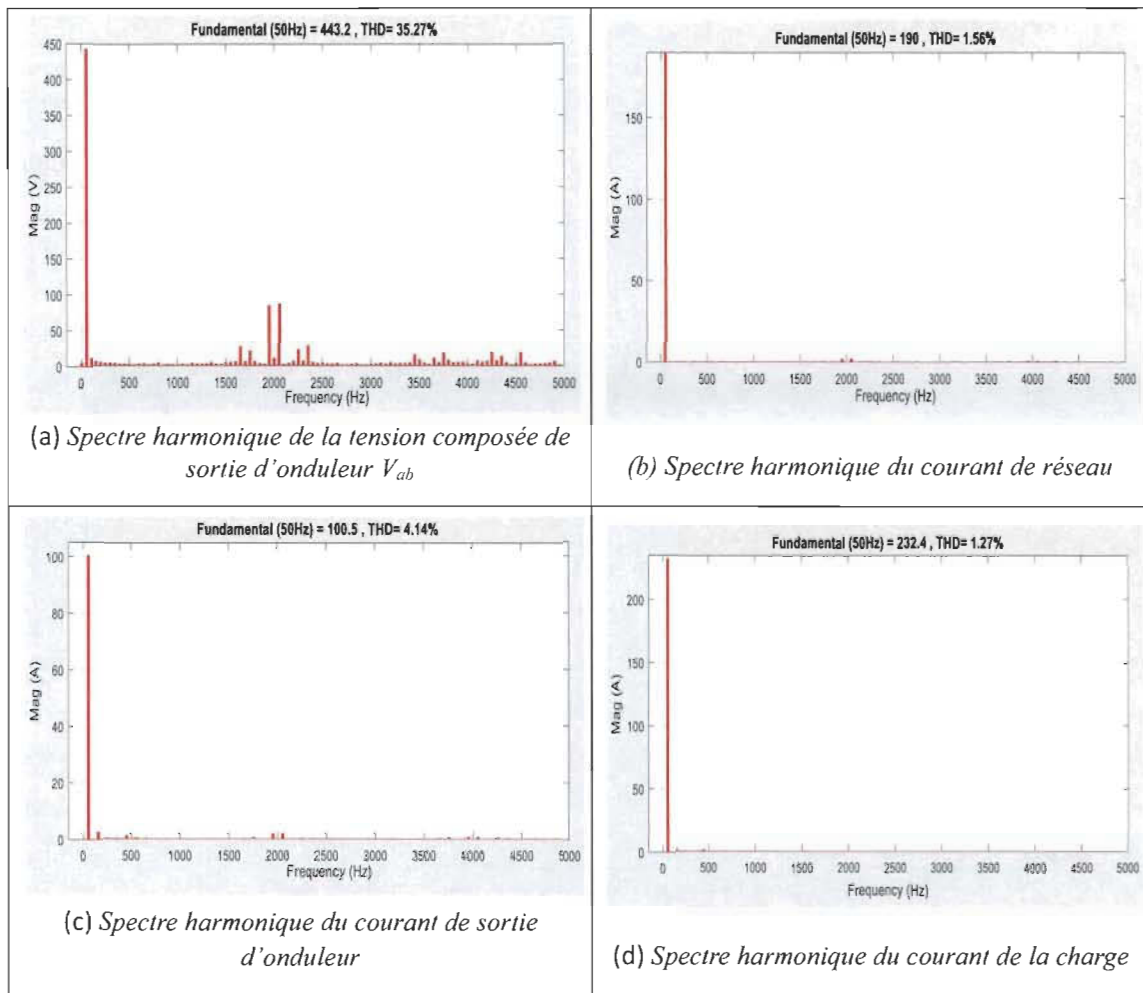 Fundamental (50Hz) = 443.2 , THD= 35.27%
450
400
350
300
250
200
150
100
50
0
Mag (V)
0 500 1000 1500 2000 2500 3000 3500 4000 4500 5000
Frequency (Hz)
(a) Spectre harmonique de la tension composée de
sortie d'onduleur Vab
Fundamental (50Hz) = 190 , THD= 1.56%
150
100
50
0
Mag (A)
0 500 1000 1500 2000 2500 3000 3500 4000 4500 5000
Frequency (Hz)
(b) Spectre harmonique du courant de réseau
Fundamental (50Hz) = 100.5 , THD= 4.14%
100
80
60
40
20
0
Mag (A)
0 500 1000 1500 2000 2500 3000 3500 4000 4500 5000
Frequency (Hz)
(c) Spectre harmonique du courant de sortie
d'onduleur
Fundamental (50Hz) = 232.4 , THD= 1.27%
200
150
100
50
0
Mag (A)
0 500 1000 1500 2000 2500 3000 3500 4000 4500 5000
Frequency (Hz)
(d) Spectre harmonique du courant de la charge